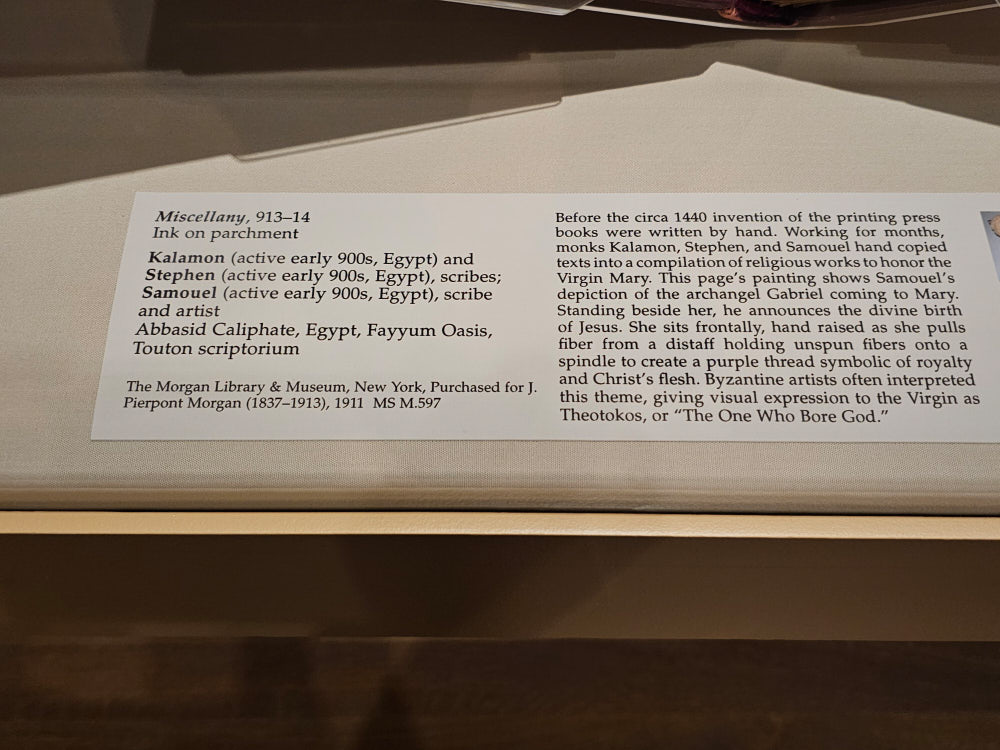 Miscellany, 913–14
Ink on parchment
Kalamon (active early 900s, Egypt) and
Stephen (active early 900s, Egypt), scribes;
Samouel (active early 900s, Egypt), scribe
and artist
Abbasid Caliphate, Egypt, Fayyum Oasis,
Touton scriptorium
The Morgan Library & Museum, New York, Purchased for J.
Pierpont Morgan (1837–1913), 1911 MS M.597
Before the circa 1440 invention of the printing press
books were written by hand. Working for months,
monks Kalamon, Stephen, and Samouel hand copied
texts into a compilation of religious works to honor the
Virgin Mary. This page's painting shows Samouel's
depiction of the archangel Gabriel coming to Mary.
Standing beside her, he announces the divine birth
of Jesus. She sits frontally, hand raised as she pulls
fiber from a distaff holding unspun fibers onto a
spindle to create a purple thread symbolic of royalty
and Christ's flesh. Byzantine artists often interpreted
this theme, giving visual expression to the Virgin as
Theotokos, or "The One Who Bore God."